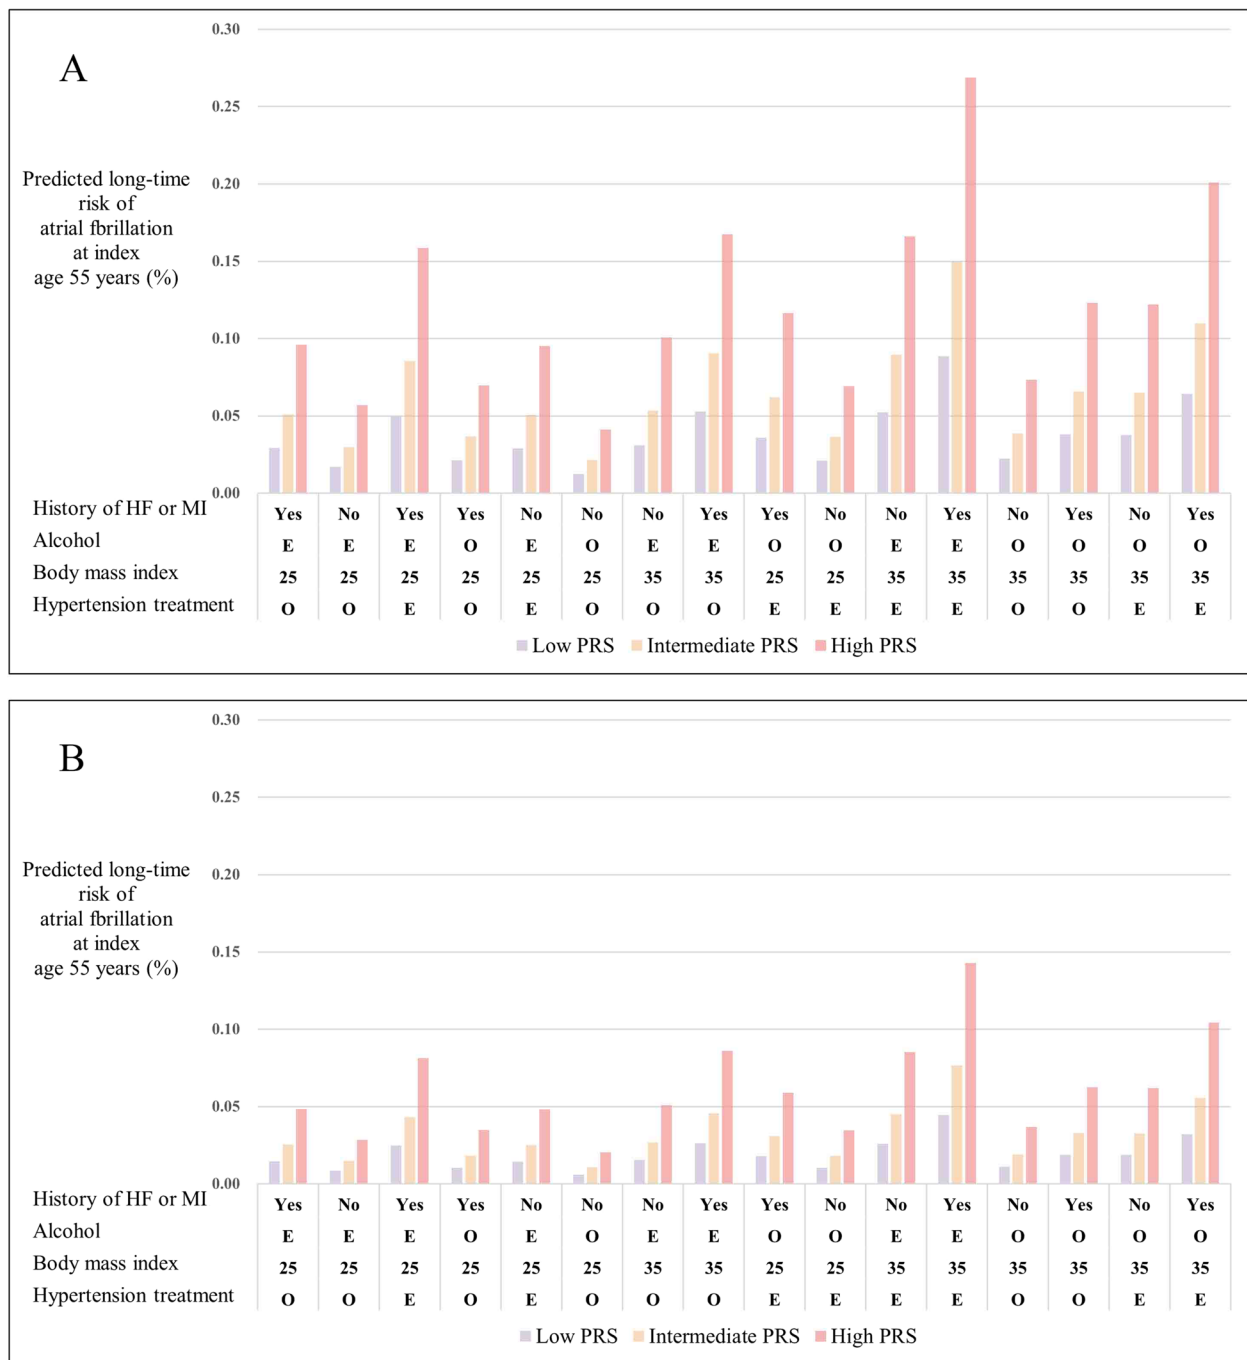 A
0.30
0.25
0.20
0.15
0.10
0.05
0.00
Predicted long-time
risk of
atrial fbrillation
at index
age 55 years (%)
History of HF or MI Yes No Yes Yes No No No Yes Yes No No Yes No Yes No Yes
Alcohol E E E O E O E E O O E E O O O O
Body mass index 25 25 25 25 25 25 35 35 25 25 35 35 35 35 35 35
Hypertension treatment O O E O E O O O E E E E O O E E
Low PRS Intermediate PRS High PRS
B
0.30
0.25
0.20
0.15
0.10
0.05
0.00
Predicted long-time
risk of
atrial fbrillation
at index
age 55 years (%)
History of HF or MI Yes No Yes Yes No No No Yes Yes No No Yes No Yes No Yes
Alcohol E E E O E O E E O O E E O O O O
Body mass index 25 25 25 25 25 25 35 35 25 25 35 35 35 35 35 35
Hypertension treatment O O E O E O O O E E E E O O E E
Low PRS Intermediate PRS High PRS